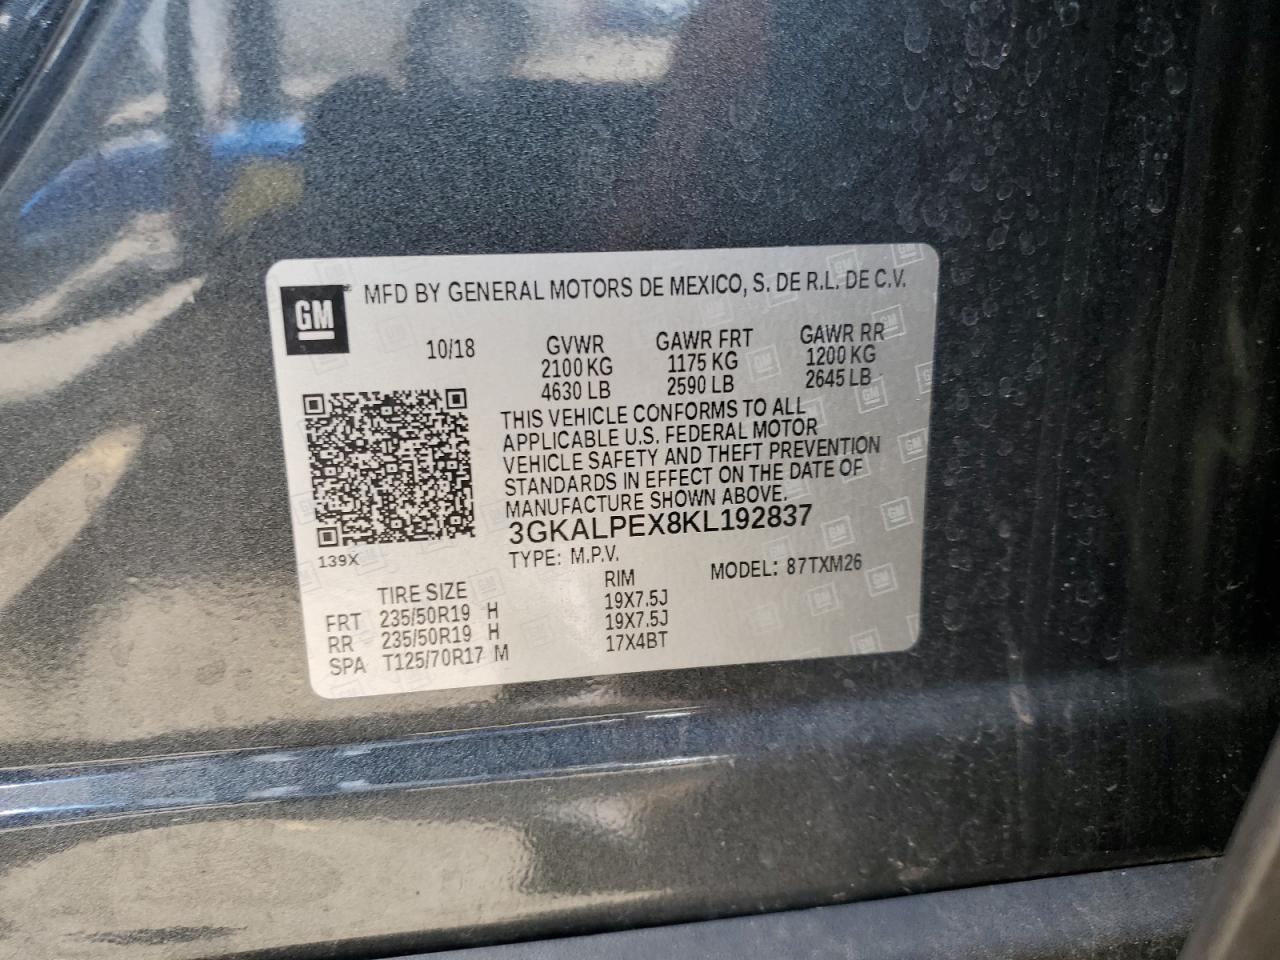 GM
MFD BY GENERAL MOTORS DE MEXICO, S. DE R.L. DE C.V.
10/18 GVWR GAWR FRT GAWR RR
2100 KG 1175 KG 1200 KG
4630 LB 2590 LB 2645 LB
THIS VEHICLE CONFORMS TO ALL
APPLICABLE U.S. FEDERAL MOTOR
VEHICLE SAFETY AND THEFT PREVENTION
STANDARDS IN EFFECT ON THE DATE OF
MANUFACTURE SHOWN ABOVE.
3GKALPEX8KL192837
139X
TYPE: M.P.V. MODEL: 87TXM26
TIRE SIZE RIM
FRT 235/50R19 H 19X7.5J
RR 235/50R19 H 19X7.5J
SPA T125/70R17 M 17X4BT